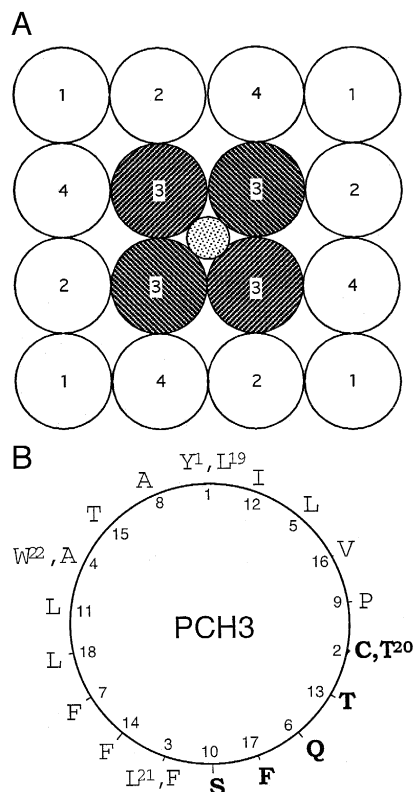 A
1 2 4 1
4 3 3 2
2 3 3 4
1 4 2 1
B
Y1,L19
A I
T L
W22,A V
L P
L C,T20
F T
F Q
L21,F S F
1 12 5 16 9 2 13 6 17 10 3 14 7 18 11 4 15 8
PCH3